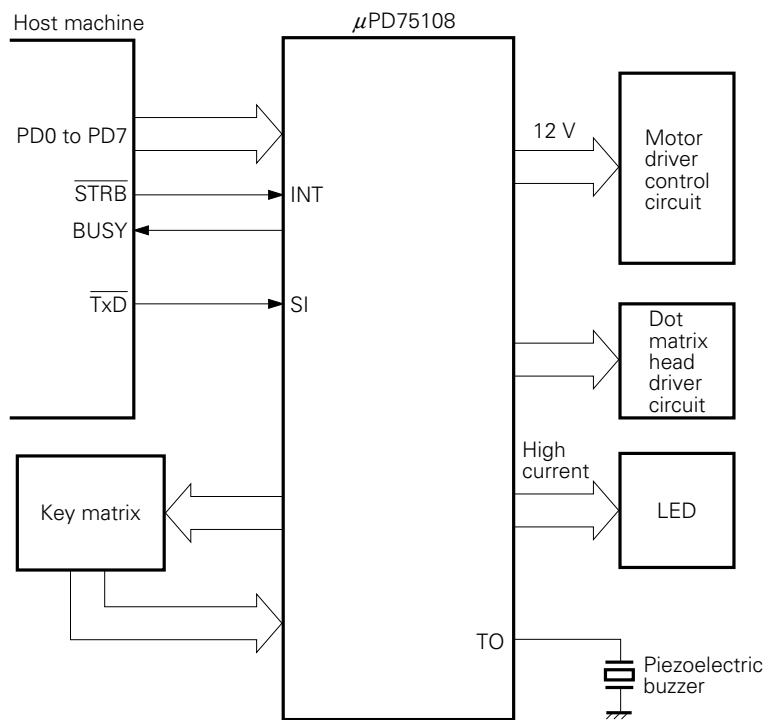 Host machine
μPD75108
PD0 to PD7
STRB
INT
BUSY
TxD
SI
12 V
Motor
driver
control
circuit
Dot
matrix
head
driver
circuit
High
current
LED
Key matrix
TO
Piezoelectric
buzzer